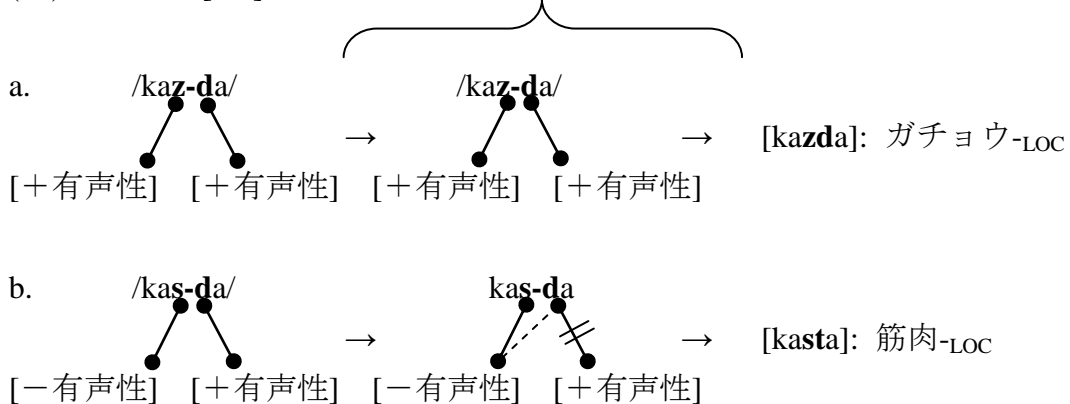 a. /kaz-da/ /kaz-da/
→ → [kazda]: ガチョウ-LOC
[＋有声性] [＋有声性] [＋有声性] [＋有声性]
b. /kas-da/ kas-da
→ → [kasta]: 筋肉-LOC
[－有声性] [＋有声性] [－有声性] [＋有声性]